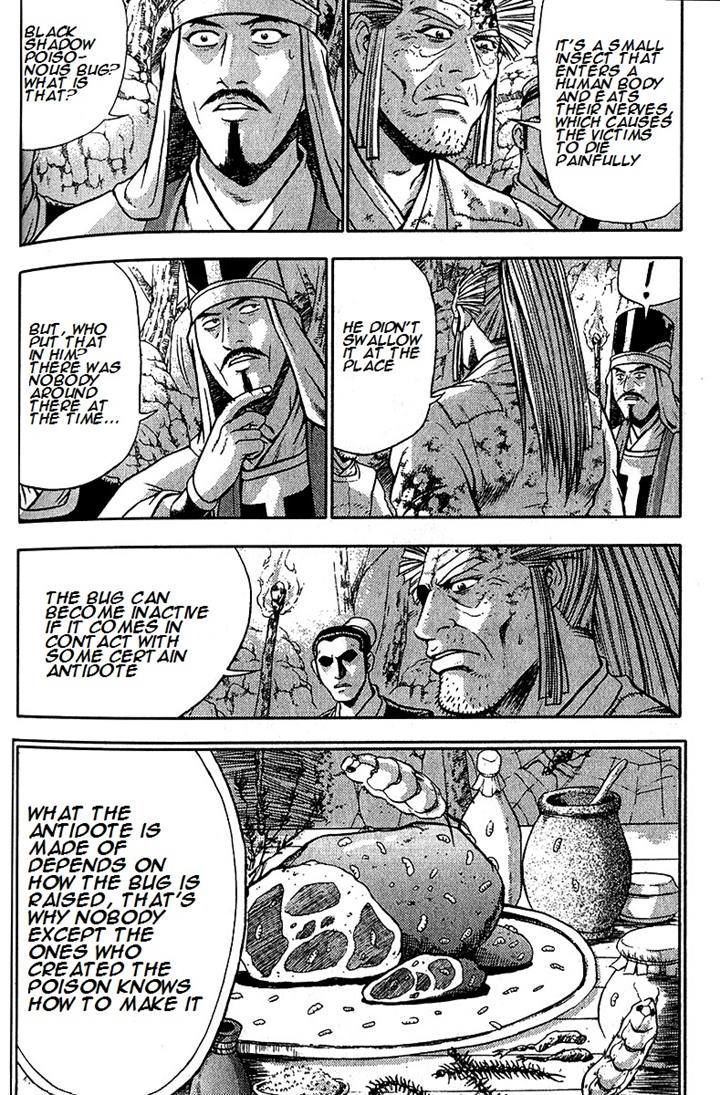 BLACK
SHADOW
POISO-
NOUS BUG?
WHAT IS
THAT?
IT'S A SMALL
INSECT THAT
ENTERS A
HUMAN BODY
AND EATS
THEIR NERVES,
WHICH CAUSES
THE VICTIMS
TO DIE
PAINFULLY
BUT, WHO
PUT THAT
IN HIM?
THERE WAS
NOBODY
AROUND
THERE AT
THE TIME...
HE DIDN'T
SWALLOW
IT AT THE
PLACE
!
THE BUG CAN
BECOME INACTIVE
IF IT COMES IN
CONTACT WITH
SOME CERTAIN
ANTIDOTE
WHAT THE
ANTIDOTE IS
MADE OF
DEPENDS ON
HOW THE BUG IS
RAISED, THAT'S
WHY NOBODY
EXCEPT THE
ONES WHO
CREATED THE
POISON KNOWS
HOW TO MAKE IT